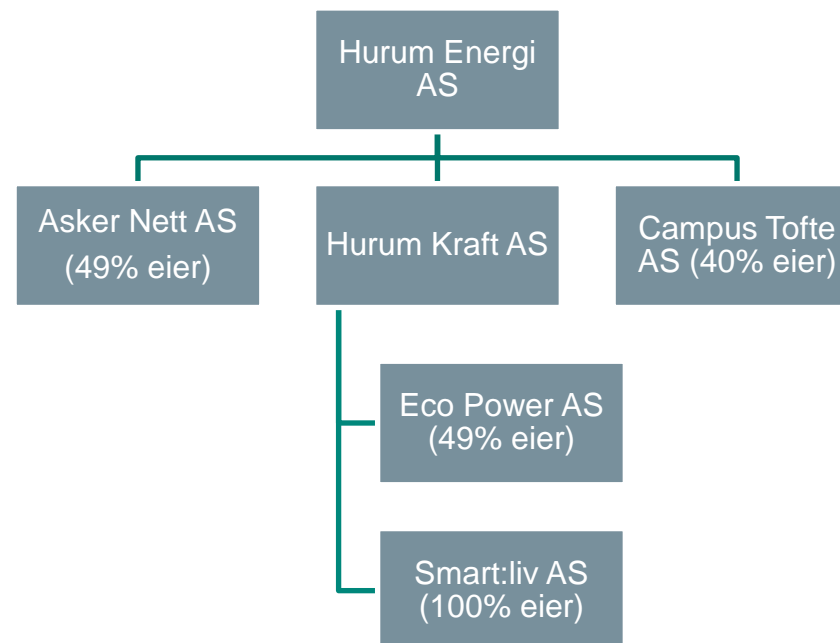 Hurum Energi
AS
Asker Nett AS
(49% eier)
Hurum Kraft AS
Campus Tofte
AS (40% eier)
Eco Power AS
(49% eier)
Smart:liv AS
(100% eier)